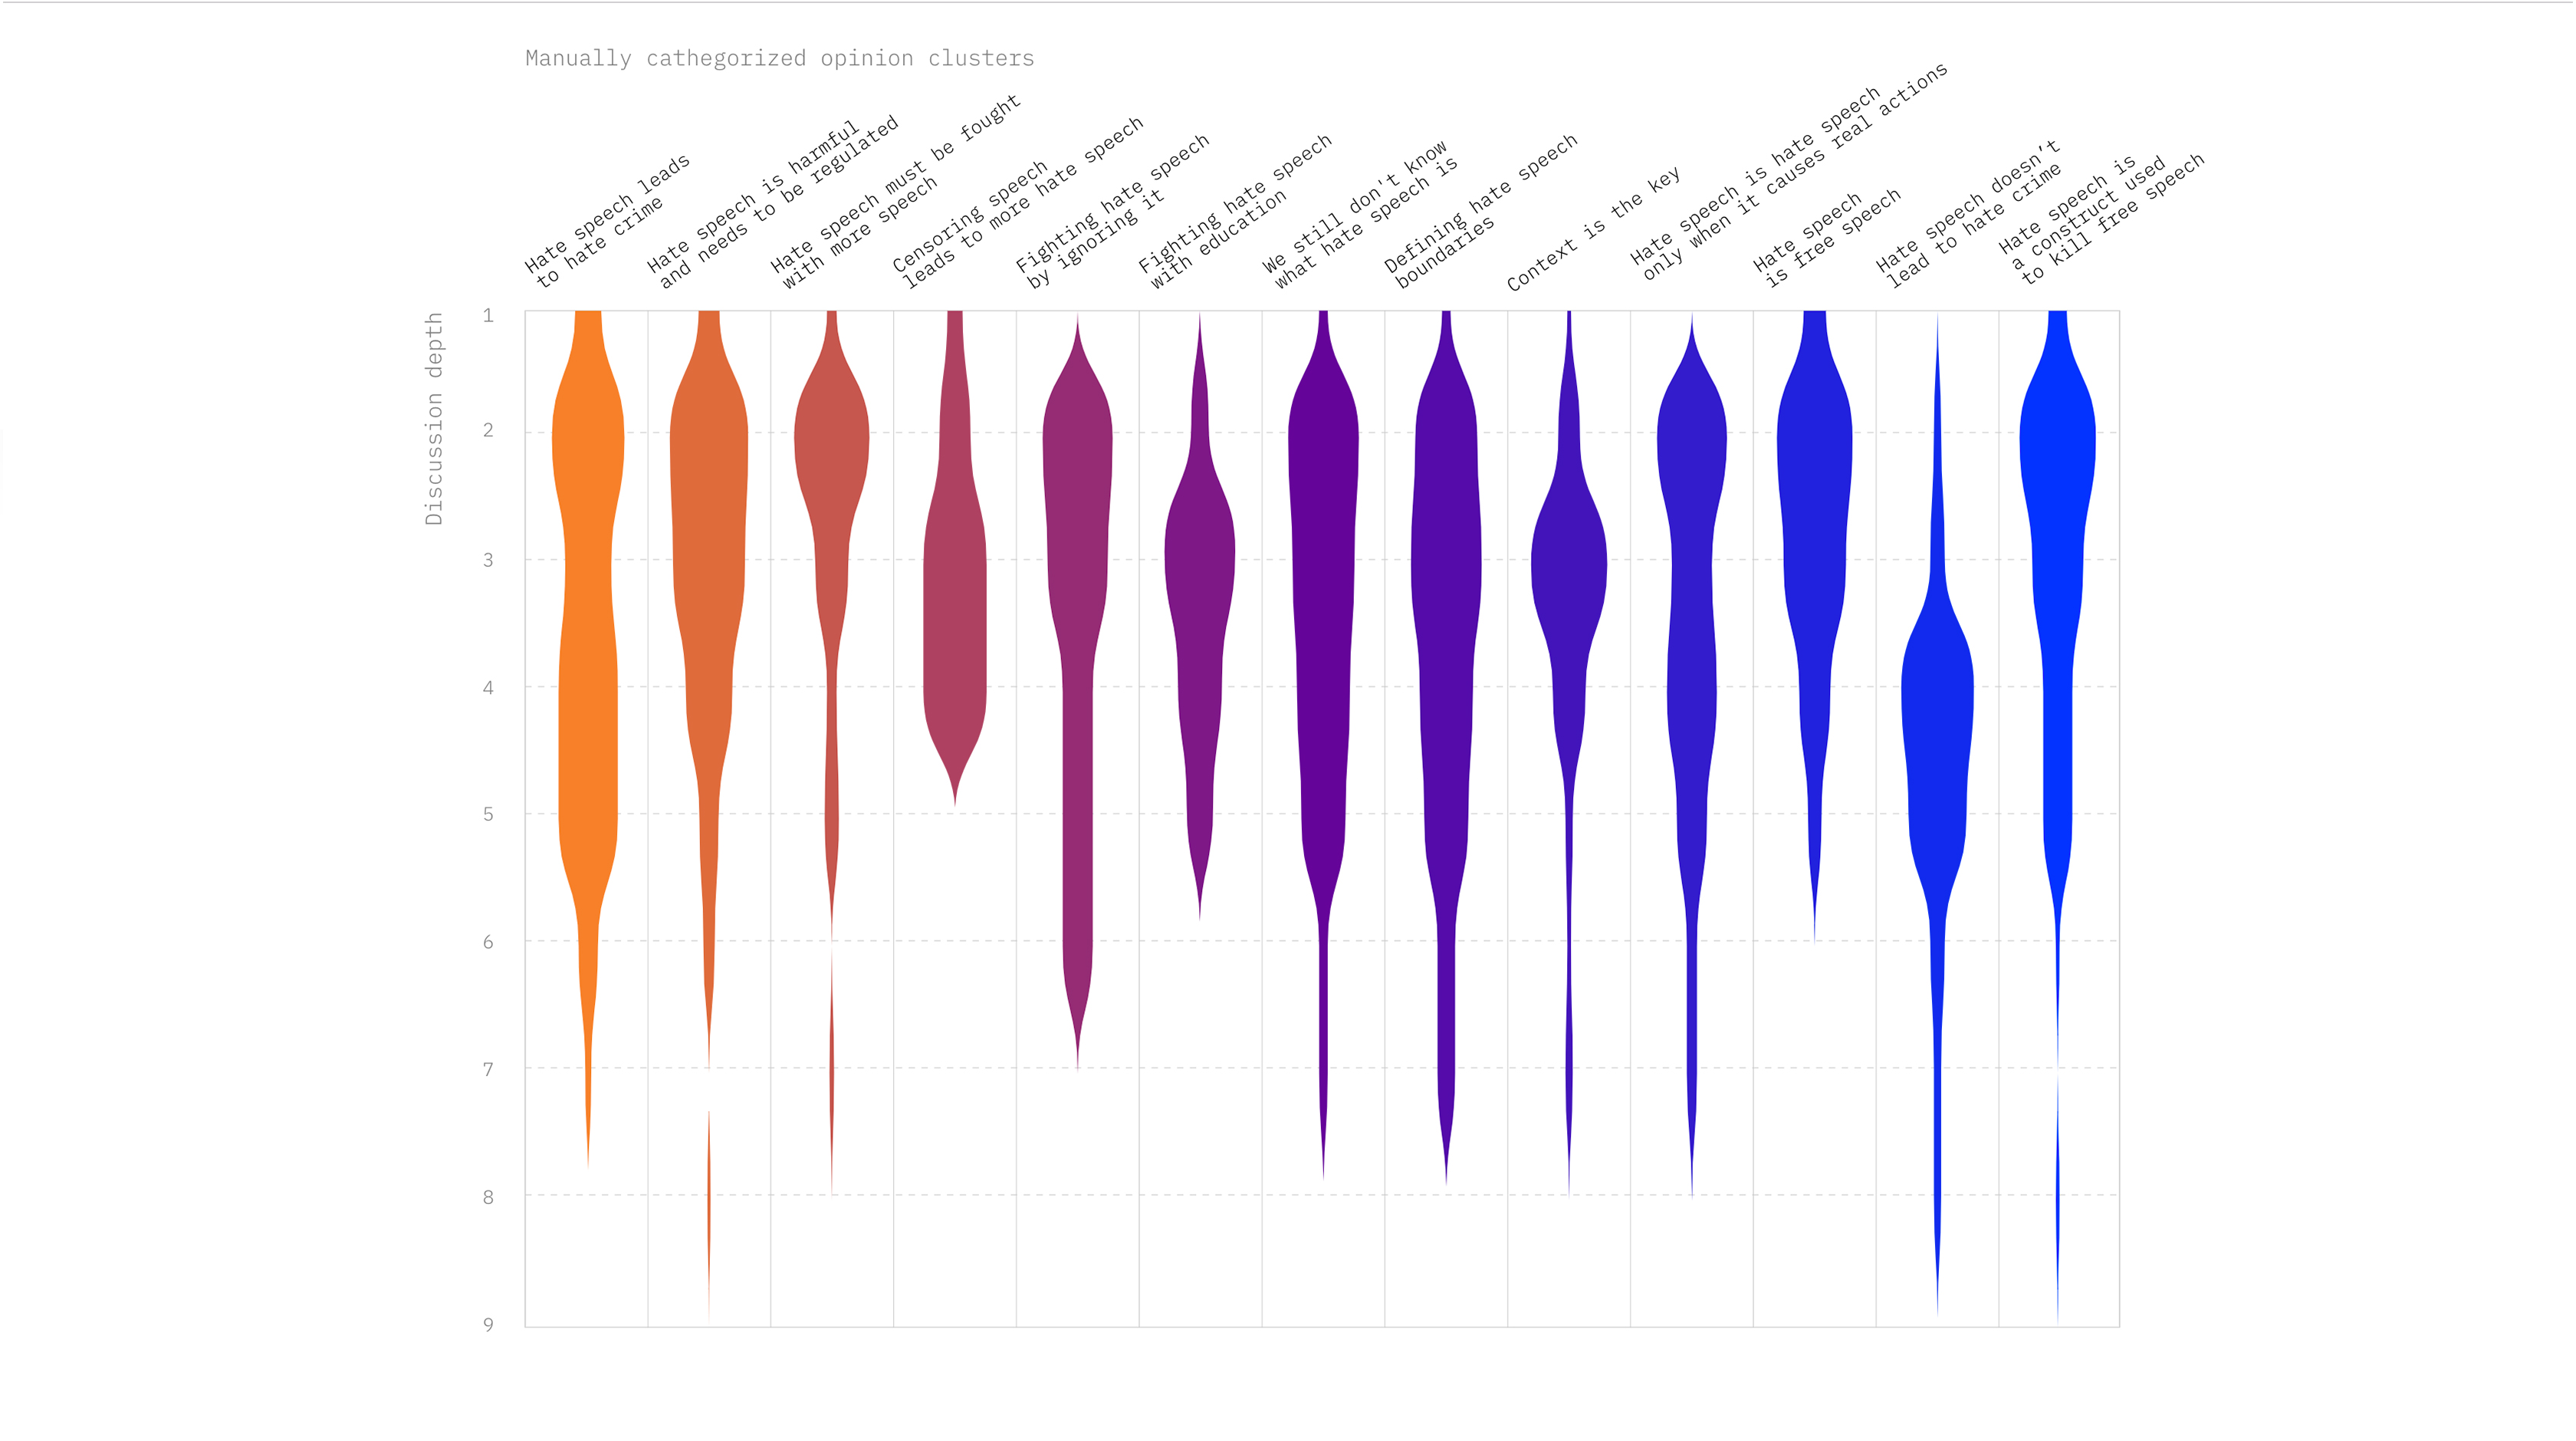 Manually cathegorized opinion clusters
Hate speech leads
to hate crime
Hate speech is harmful
and needs to be regulated
Hate speech must be fought
with more speech
Censoring speech
leads to more hate speech
Fighting hate speech
by ignoring it
Fighting hate speech
with education
We still don't know
what hate speech is
Defining hate speech
boundaries
Context is the key
Hate speech is hate speech
only when it causes real actions
Hate speech
is free speech
Hate speech doesn’t
lead to hate crime
Hate speech is
a construct used
to kill free speech
Discussion depth
1
2
3
4
5
6
7
8
9